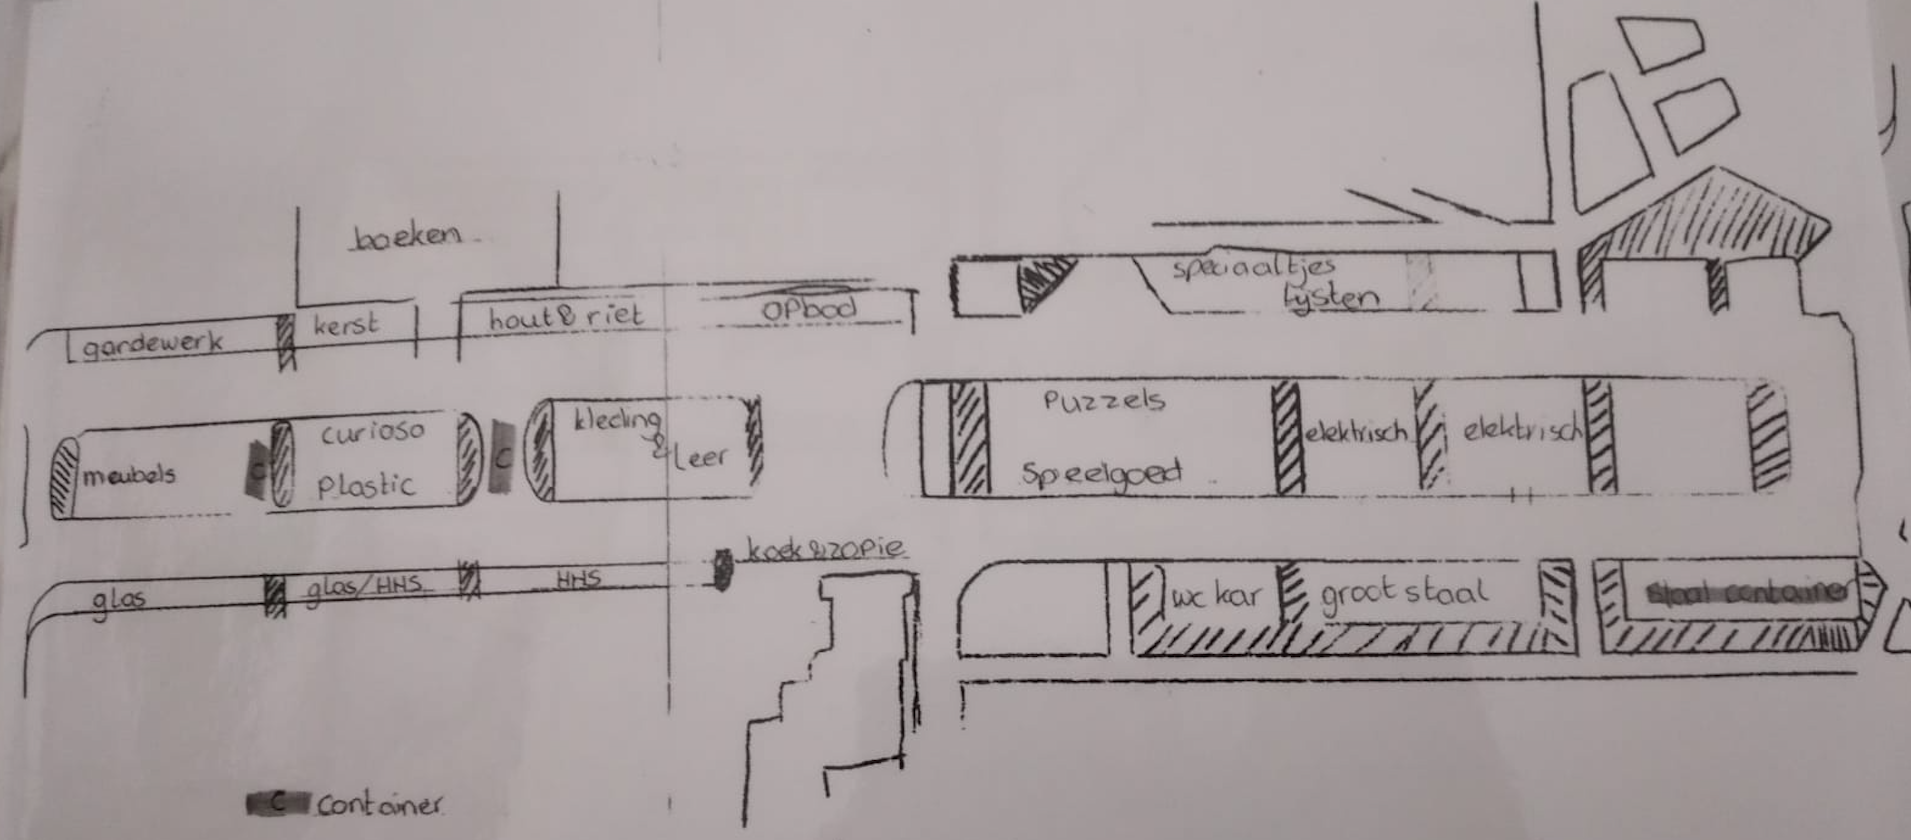 boeken
speciaaltjes
Lijsten
gardewerk
kerst
hout & riet
OPbod
meubels
C
curioso
Plastic
C
kleding
& Leer
Puzzels
Speelgoed
elektrisch
elektrisch
koek & zopie
glas
glas/HHS
HHS
wc kar
groot staal
Staal container
C container